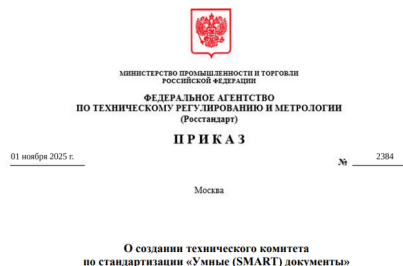 МИНИСТЕРСТВО ПРОМЫШЛЕННОСТИ И ТОРГОВЛИ
РОССИЙСКОЙ ФЕДЕРАЦИИ
ФЕДЕРАЛЬНОЕ АГЕНТСТВО
ПО ТЕХНИЧЕСКОМУ РЕГУЛИРОВАНИЮ И МЕТРОЛОГИИ
(Росстандарт)
ПРИКАЗ
01 ноября 2025 г. № 2384
Москва
О создании технического комитета
по стандартизации «Умные (SMART) документы»